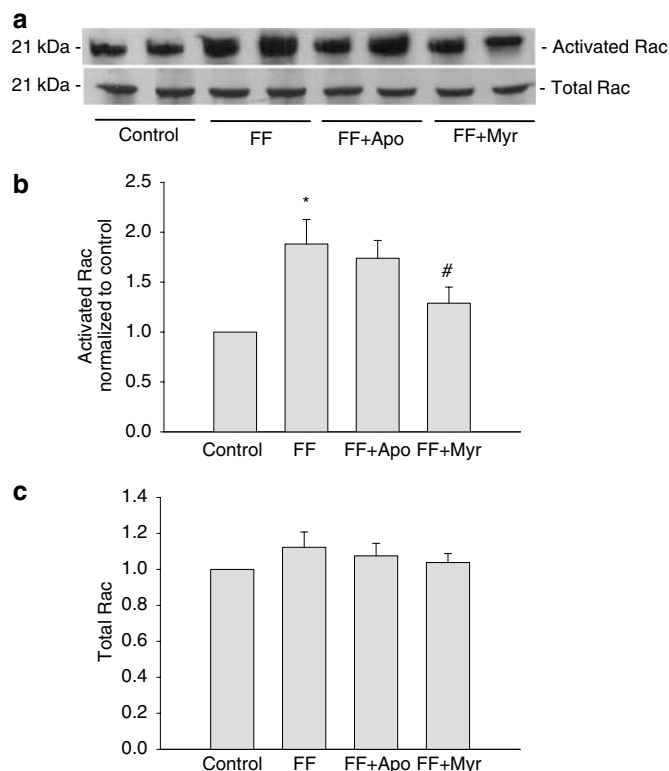 a
21 kDa - - Activated Rac
21 kDa - - Total Rac
Control FF FF+Apo FF+Myr
b
Activated Rac
normalized to control
2.5
2.0
1.5
1.0
0.5
0.0
*
#
Control FF FF+Apo FF+Myr
c
Total Rac
1.4
1.2
1.0
0.8
0.6
0.4
0.2
0.0
Control FF FF+Apo FF+Myr